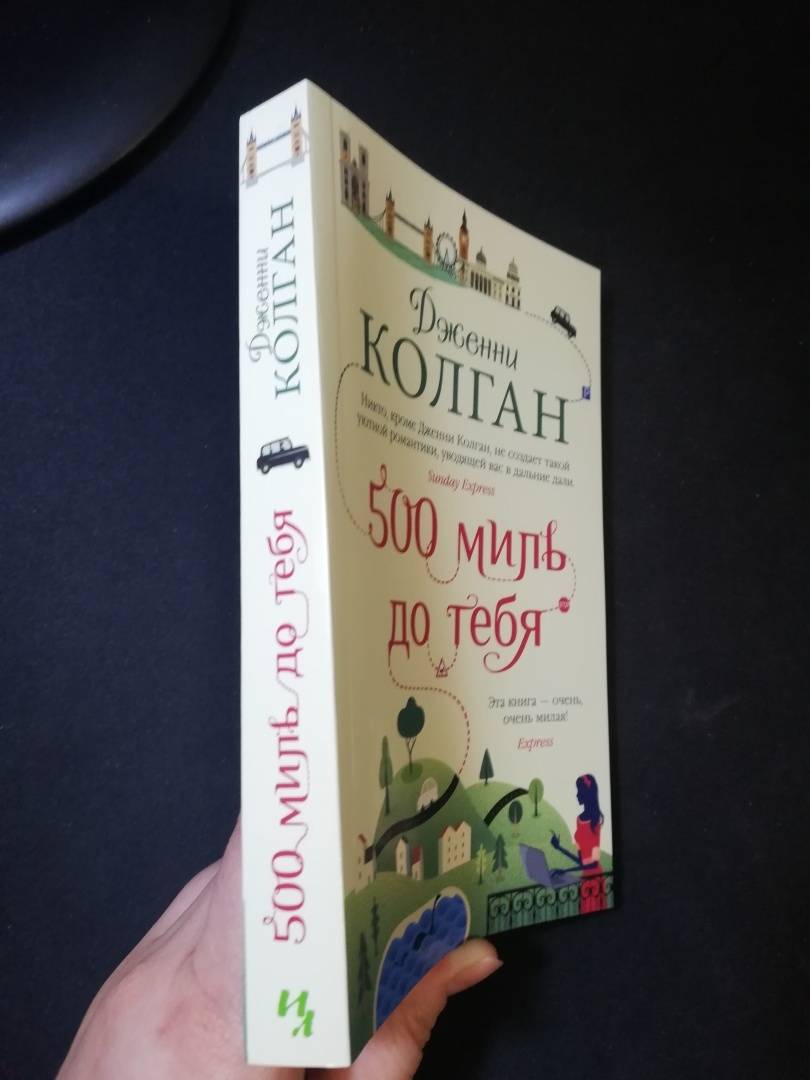 Дженни
КОЛГАН
500 миль до тебя
Дженни
КОЛГАН
Никто, кроме Дженни Колган, не создает такой
уютной романтики, уводящей вас в дальние дали.
Sunday Express
500 миль
до тебя
Эта книга — очень,
очень милая!
Express